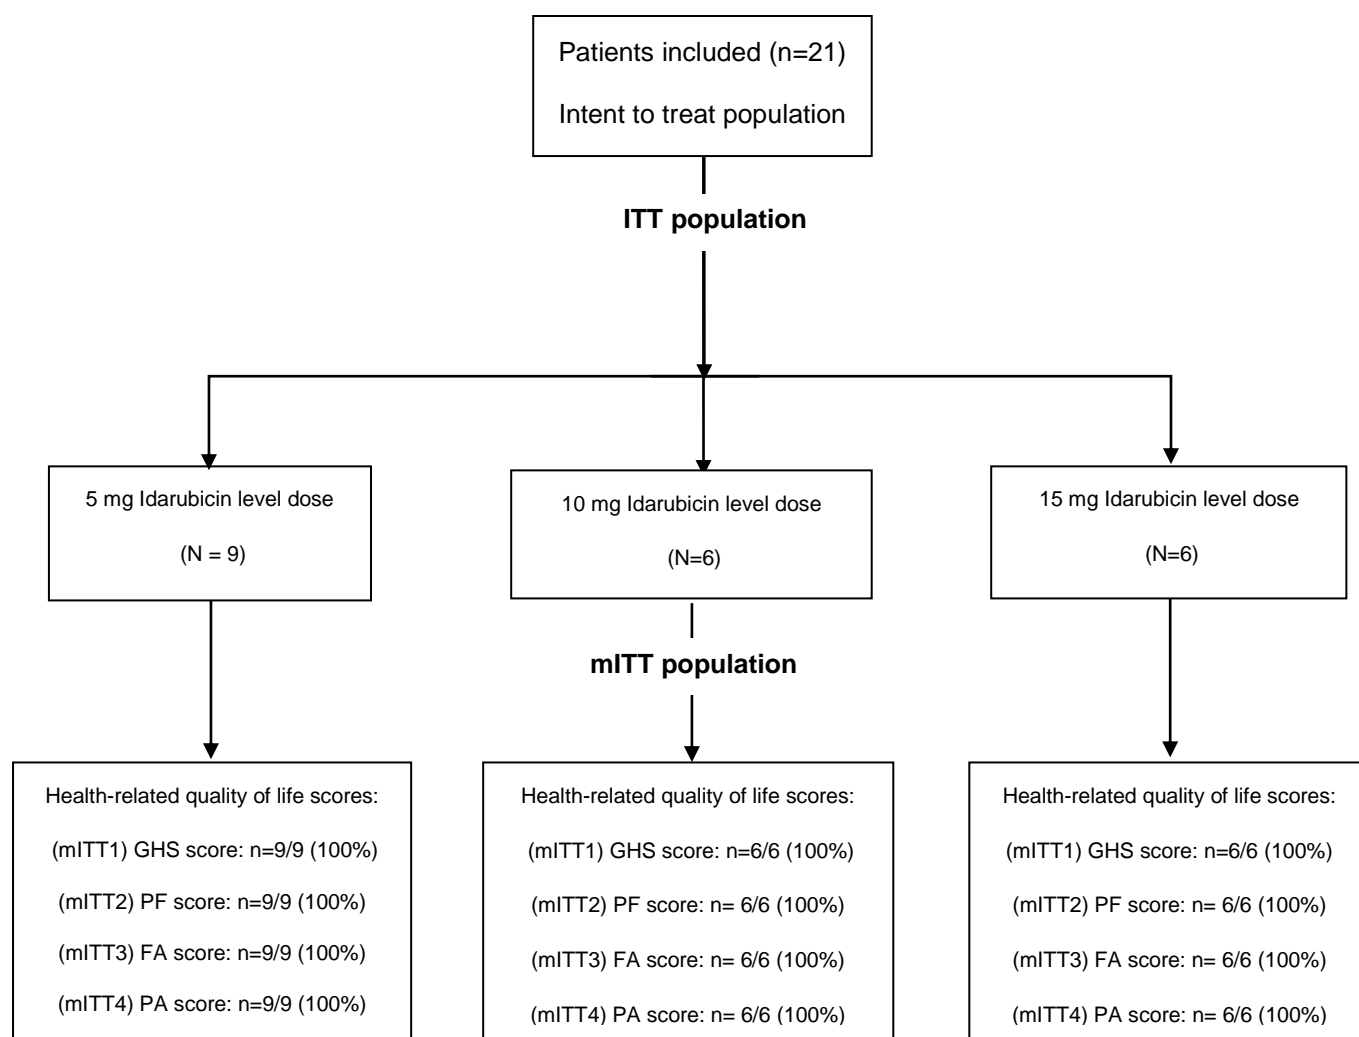 Patients included (n=21)
Intent to treat population
ITT population
5 mg Idarubicin level dose
(N = 9)
10 mg Idarubicin level dose
(N=6)
15 mg Idarubicin level dose
(N=6)
mITT population
Health-related quality of life scores:
(mITT1) GHS score: n=9/9 (100%)
(mITT2) PF score: n=9/9 (100%)
(mITT3) FA score: n=9/9 (100%)
(mITT4) PA score: n=9/9 (100%)
Health-related quality of life scores:
(mITT1) GHS score: n=6/6 (100%)
(mITT2) PF score: n= 6/6 (100%)
(mITT3) FA score: n= 6/6 (100%)
(mITT4) PA score: n= 6/6 (100%)
Health-related quality of life scores:
(mITT1) GHS score: n=6/6 (100%)
(mITT2) PF score: n= 6/6 (100%)
(mITT3) FA score: n= 6/6 (100%)
(mITT4) PA score: n= 6/6 (100%)